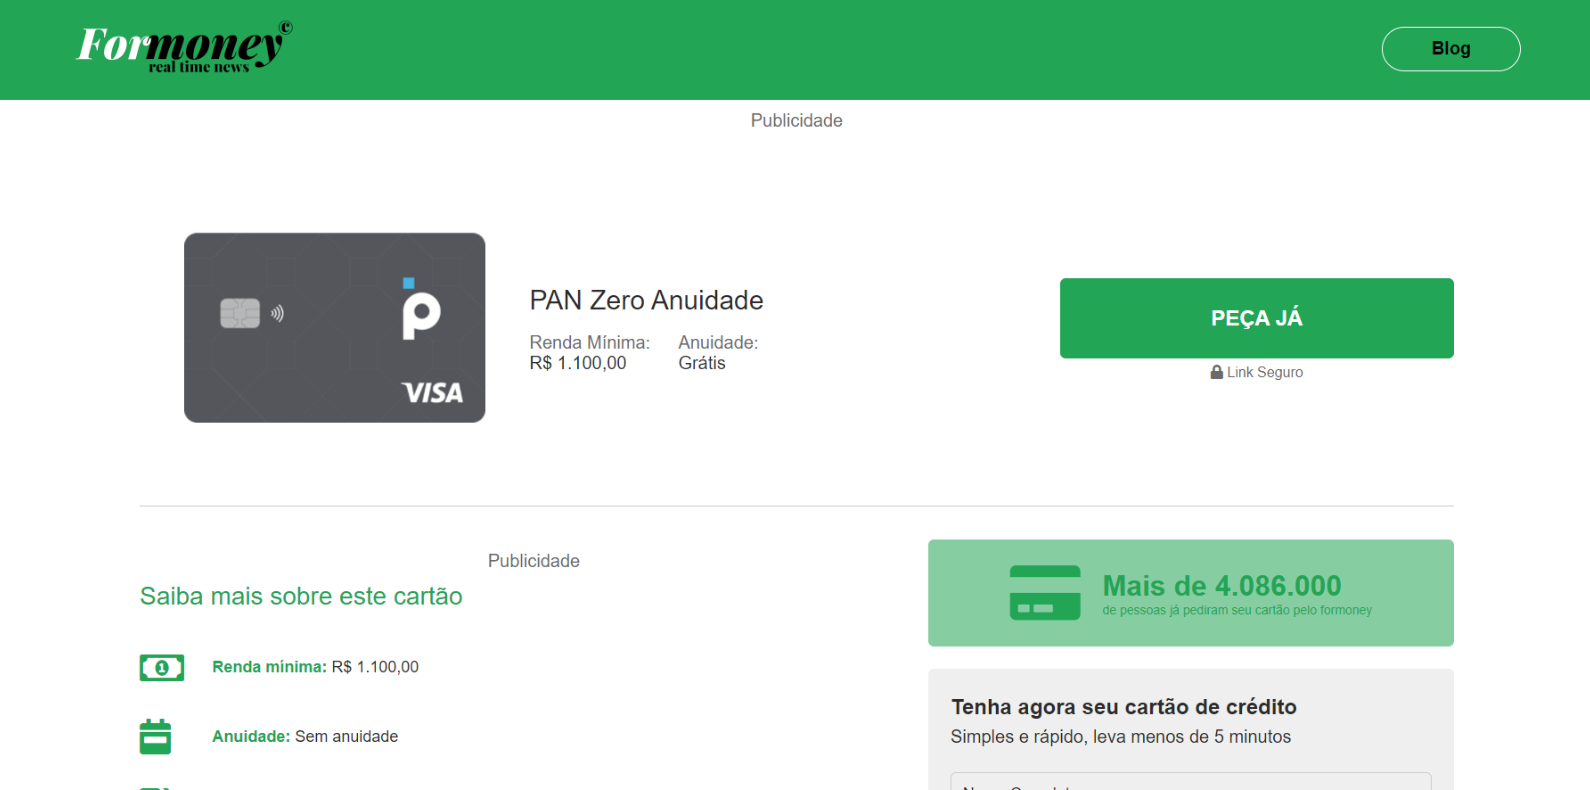 Formoney©
real time news
Blog
Publicidade
PAN Zero Anuidade
Renda Mínima: Anuidade:
R$ 1.100,00 Grátis
VISA
PEÇA JÁ
Link Seguro
Publicidade
Saiba mais sobre este cartão
Renda mínima: R$ 1.100,00
Anuidade: Sem anuidade
Mais de 4.086.000
de pessoas já pediram seu cartão pelo formoney
Tenha agora seu cartão de crédito
Simples e rápido, leva menos de 5 minutos